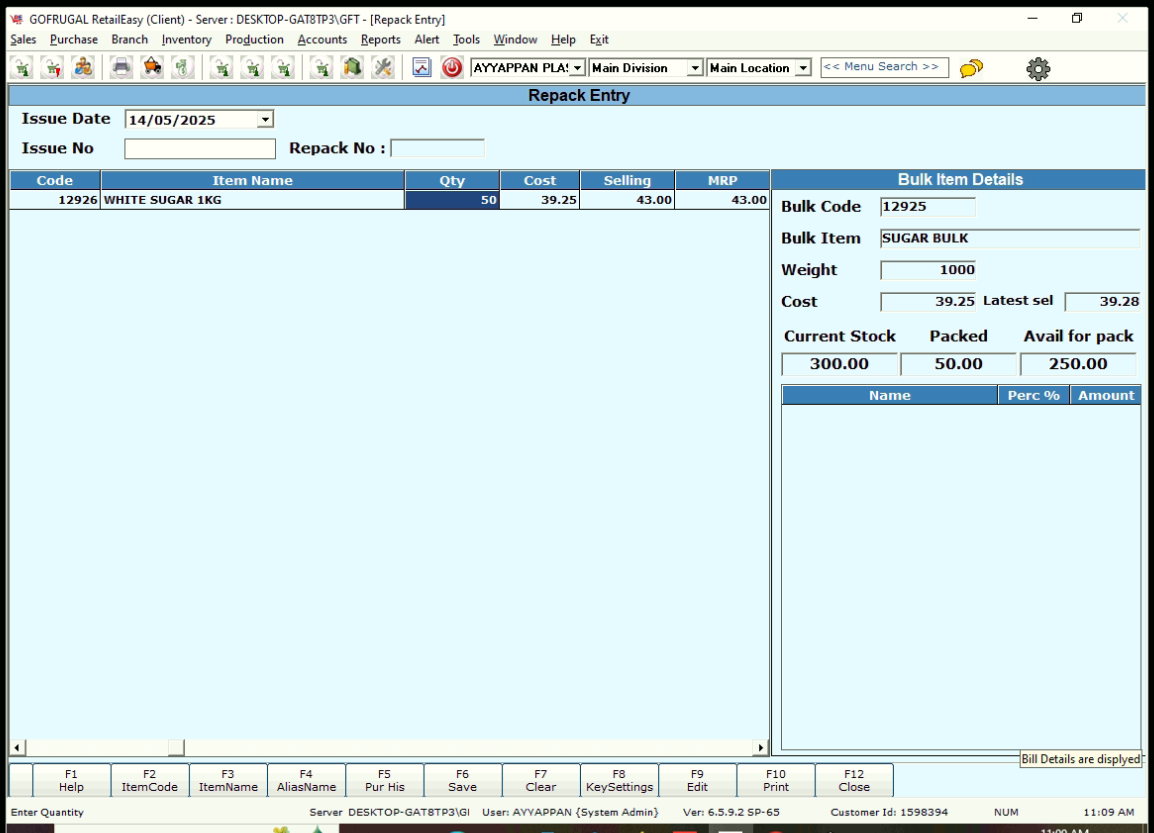 GOFRUGAL RetailEasy (Client) - Server : DESKTOP-GAT8TP3\GFT - [Repack Entry]
Sales Purchase Branch Inventory Production Accounts Reports Alert Tools Window Help Exit
AYYAPPAN PLA Main Division Main Location << Menu Search >>
Repack Entry
Issue Date 14/05/2025
Issue No Repack No :
Code Item Name Qty Cost Selling MRP
12926 WHITE SUGAR 1KG 50 39.25 43.00 43.00
Bulk Item Details
Bulk Code 12925
Bulk Item SUGAR BULK
Weight 1000
Cost 39.25 Latest sel 39.28
Current Stock Packed Avail for pack
300.00 50.00 250.00
Name Perc % Amount
Bill Details are displyed
F1 F2 F3 F4 F5 F6 F7 F8 F9 F10 F12
Help ItemCode ItemName AliasName Pur His Save Clear KeySettings Edit Print Close
Enter Quantity Server DESKTOP-GAT8TP3\GI User: AYYAPPAN {System Admin} Ver: 6.5.9.2 SP-65 Customer Id: 1598394 NUM 11:09 AM
11:09 AM